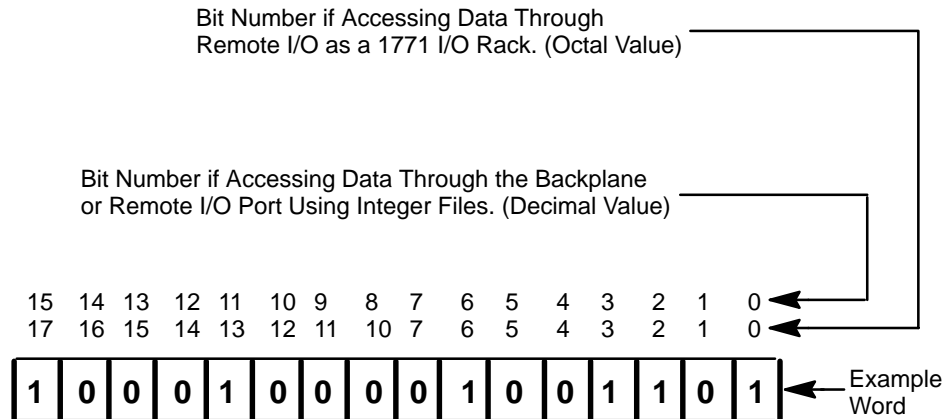 Bit Number if Accessing Data Through
Remote I/O as a 1771 I/O Rack. (Octal Value)
Bit Number if Accessing Data Through the Backplane
or Remote I/O Port Using Integer Files. (Decimal Value)
15 14 13 12 11 10 9 8 7 6 5 4 3 2 1 0
17 16 15 14 13 12 11 10 7 6 5 4 3 2 1 0
1 0 0 0 1 0 0 0 0 1 0 0 1 1 0 1
Example
Word